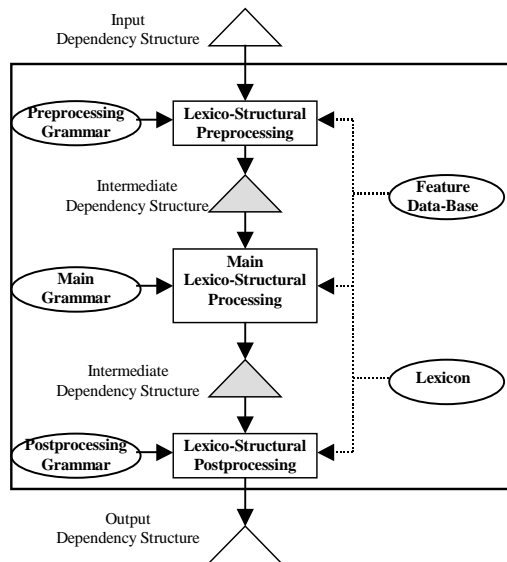 Input
Dependency Structure
Preprocessing
Grammar
Lexico-Structural
Preprocessing
Intermediate
Dependency Structure
Feature
Data-Base
Main
Grammar
Main
Lexico-Structural
Processing
Intermediate
Dependency Structure
Lexicon
Postprocessing
Grammar
Lexico-Structural
Postprocessing
Output
Dependency Structure